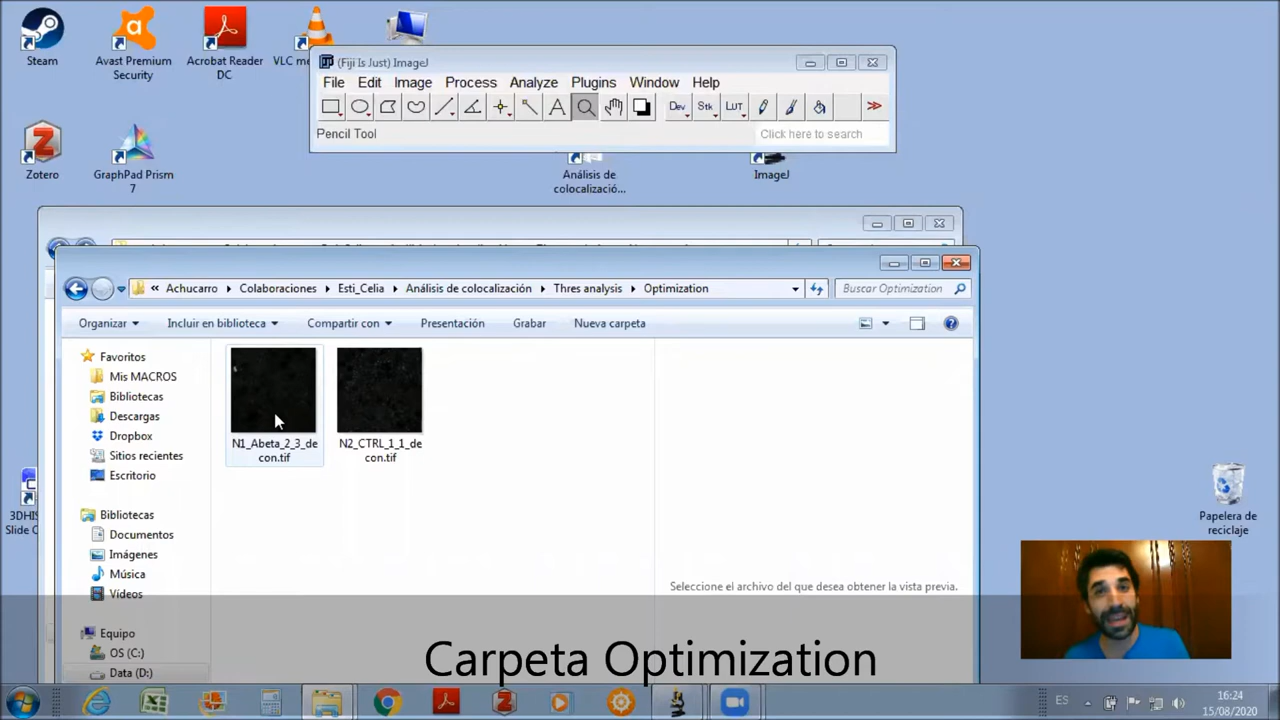 Steam
Avast Premium
Security
Acrobat Reader
DC
VLC me
(Fiji Is Just) ImageJ
File Edit Image Process Analyze Plugins Window Help
Dev Stk LUT
Pencil Tool
Click here to search
Zotero
GraphPad Prism
7
Análisis de
colocalizació...
ImageJ
« Achucarro Colaboraciones Esti_Celia Análisis de colocalización Thres analysis Optimization
Buscar Optimization
Organizar Incluir en biblioteca Compartir con Presentación Grabar Nueva carpeta
Favoritos
Mis MACROS
Bibliotecas
Descargas
Dropbox
Sitios recientes
Escritorio
Bibliotecas
Documentos
Imágenes
Música
Vídeos
Equipo
OS (C:)
Data (D:)
N1_Abeta_2_3_de
con.tif
N2_CTRL_1_1_de
con.tif
Seleccione el archivo del que desea obtener la vista previa.
3DHIS
Slide C
Papelera de
reciclaje
Carpeta Optimization
ES
16:24
15/08/2020